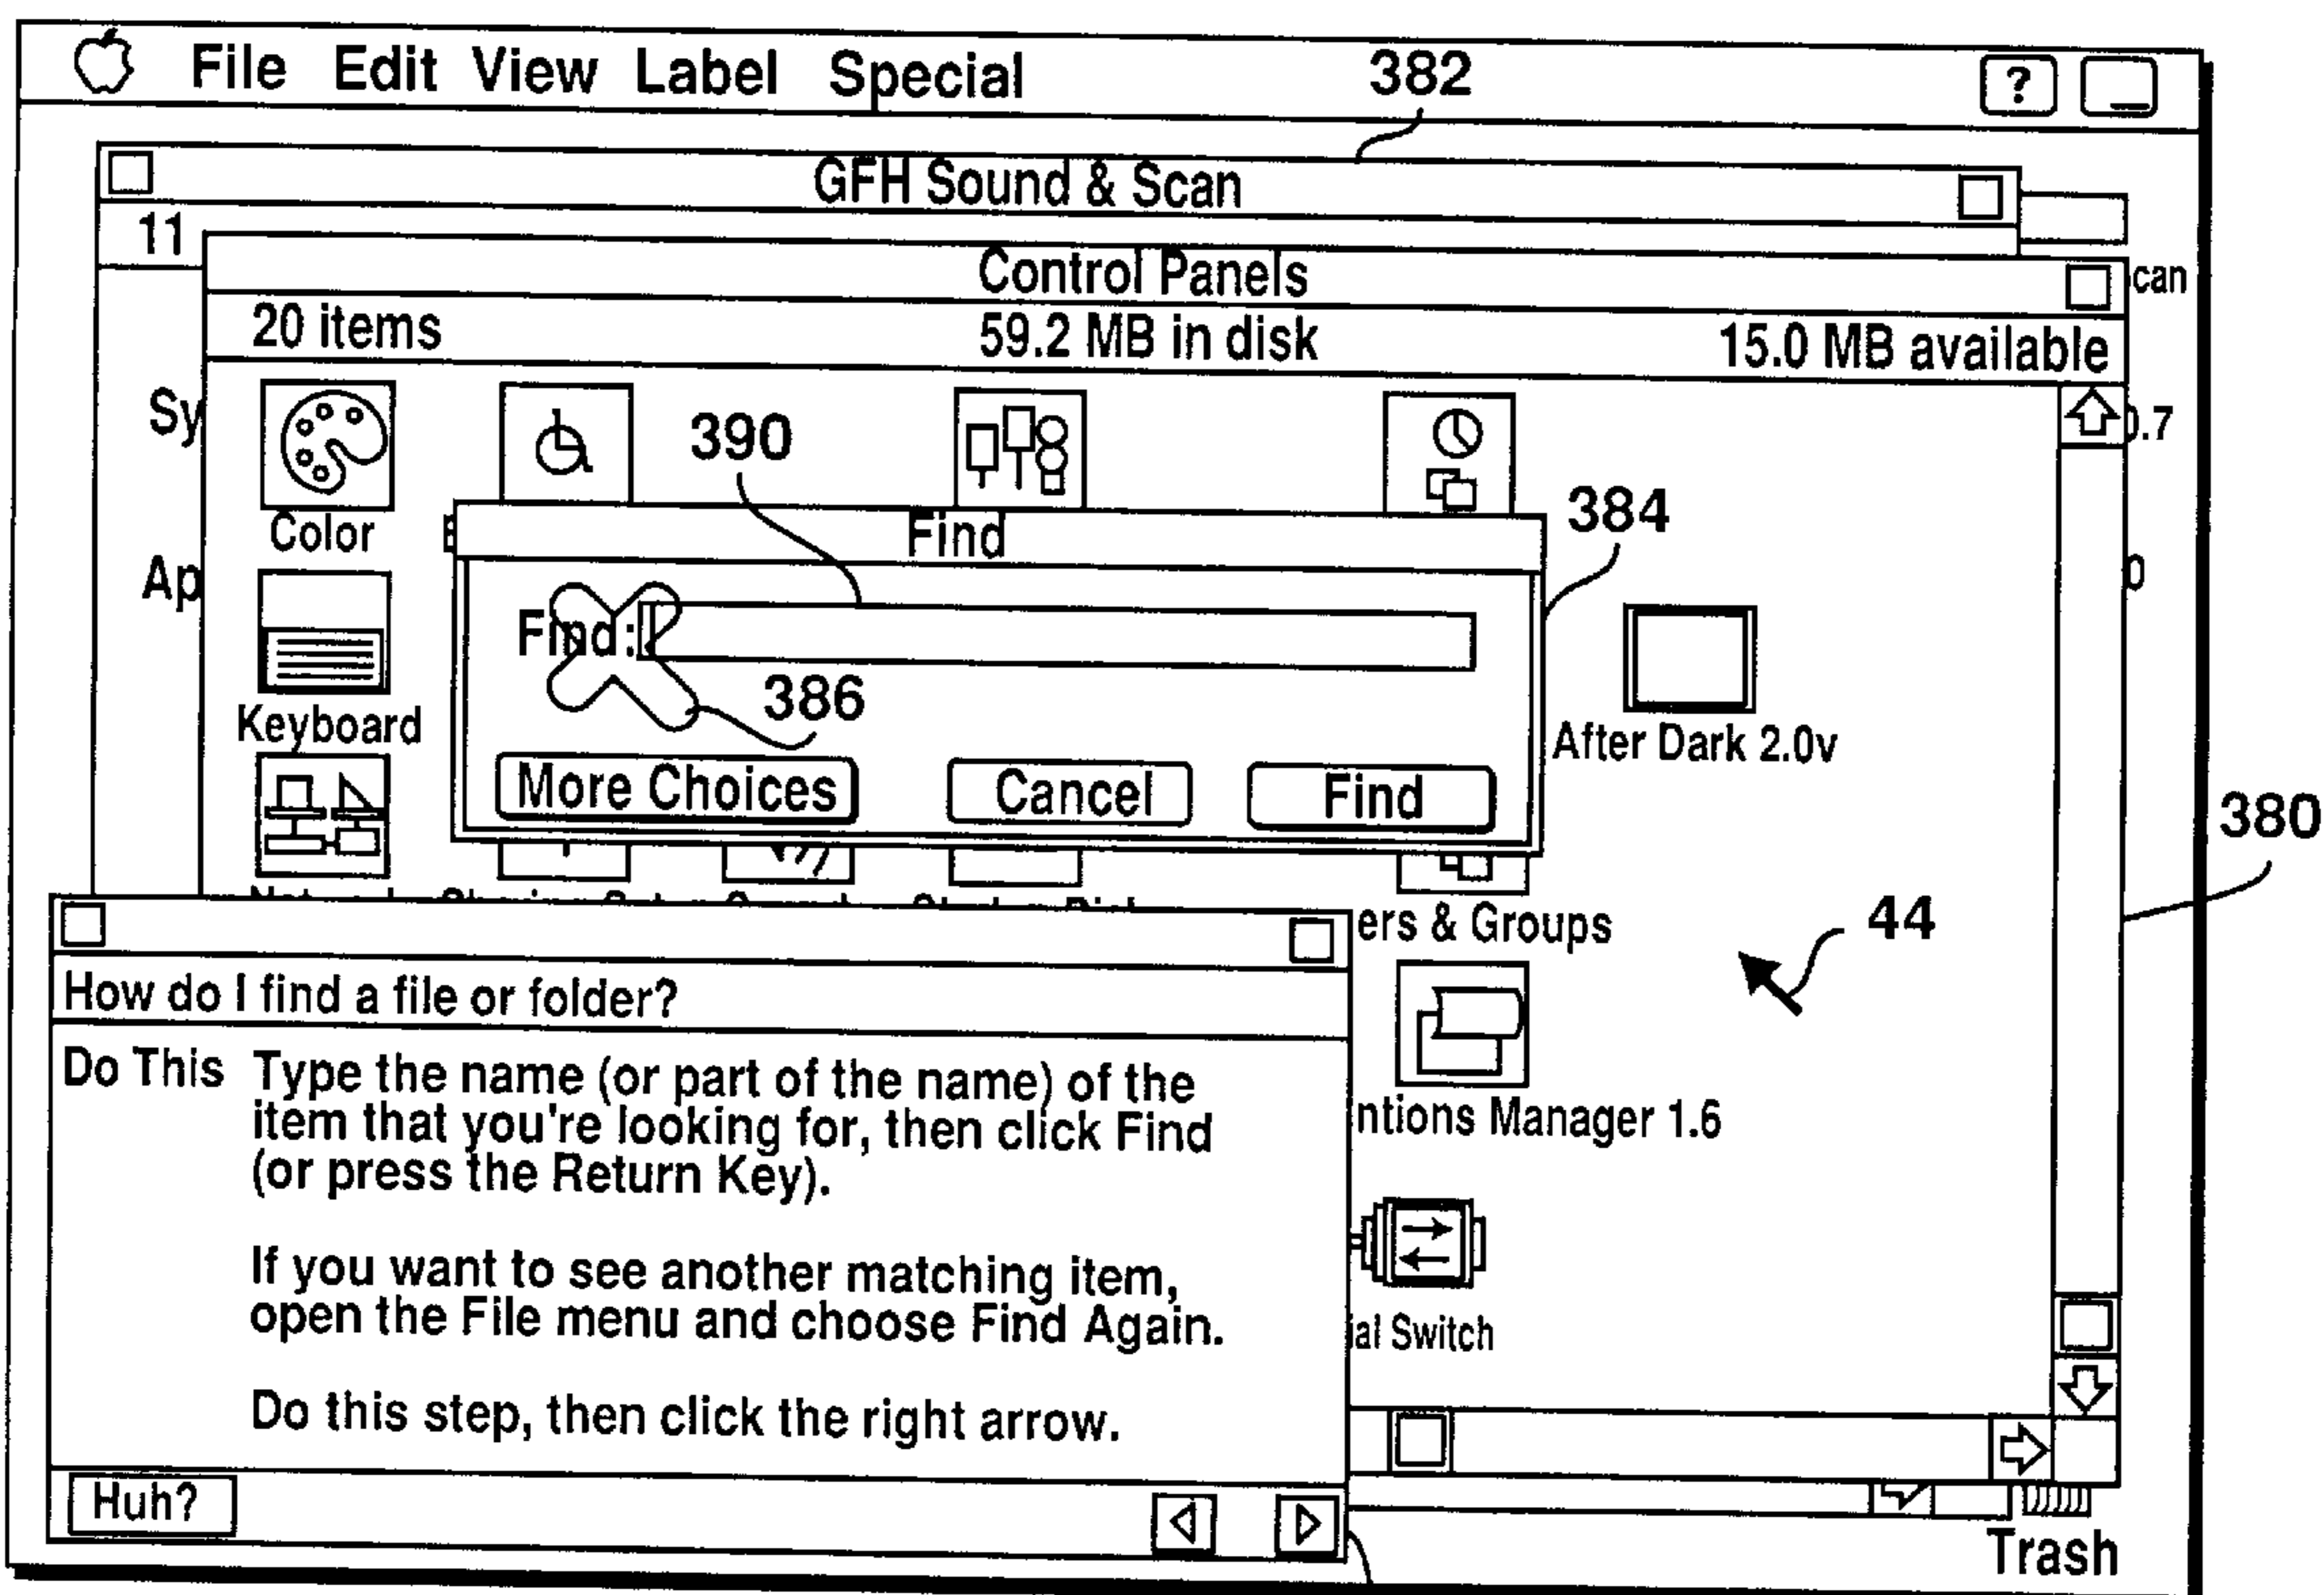 File Edit View Label Special ?
382
GFH Sound & Scan
11
Control Panels
can
20 items 59.2 MB in disk 15.0 MB available
Sy
0.7
390
384
Color
Find
Ap
Find:
386
Keyboard
After Dark 2.0v
More Choices Cancel Find
380
ers & Groups
44
How do I find a file or folder?
Do This Type the name (or part of the name) of the
item that you're looking for, then click Find
(or press the Return Key).
ntions Manager 1.6
If you want to see another matching item,
open the File menu and choose Find Again.
al Switch
Do this step, then click the right arrow.
Huh?
Trash